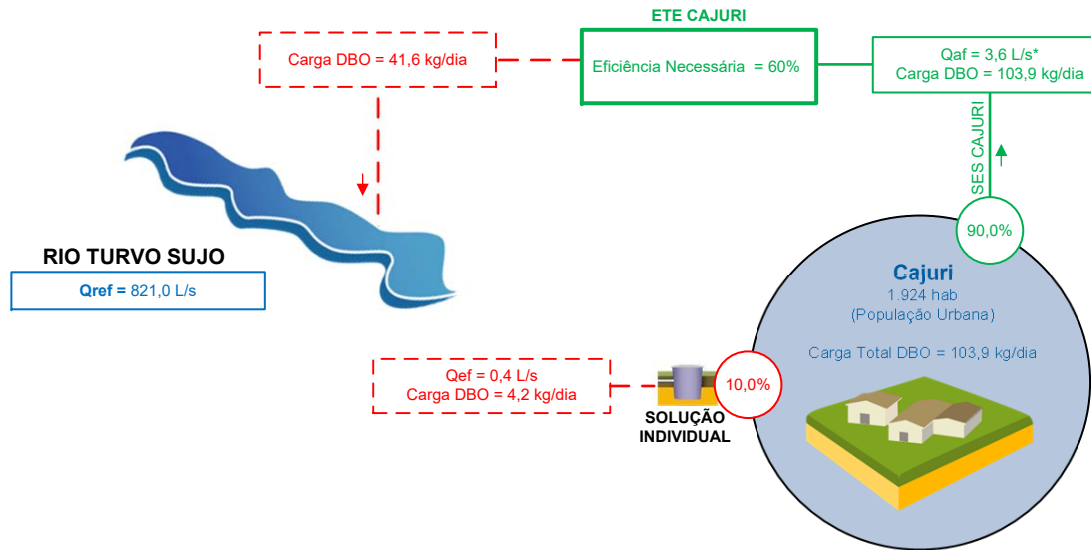 ETE CAJURI
Carga DBO = 41,6 kg/dia
Eficiência Necessária = 60%
Qaf = 3,6 L/s*
Carga DBO = 103,9 kg/dia
SES CAJURI
90,0%
RIO TURVO SUJO
Qref = 821,0 L/s
Cajuri
1.924 hab
(População Urbana)
Carga Total DBO = 103,9 kg/dia
Qef = 0,4 L/s
Carga DBO = 4,2 kg/dia
10,0%
SOLUÇÃO
INDIVIDUAL